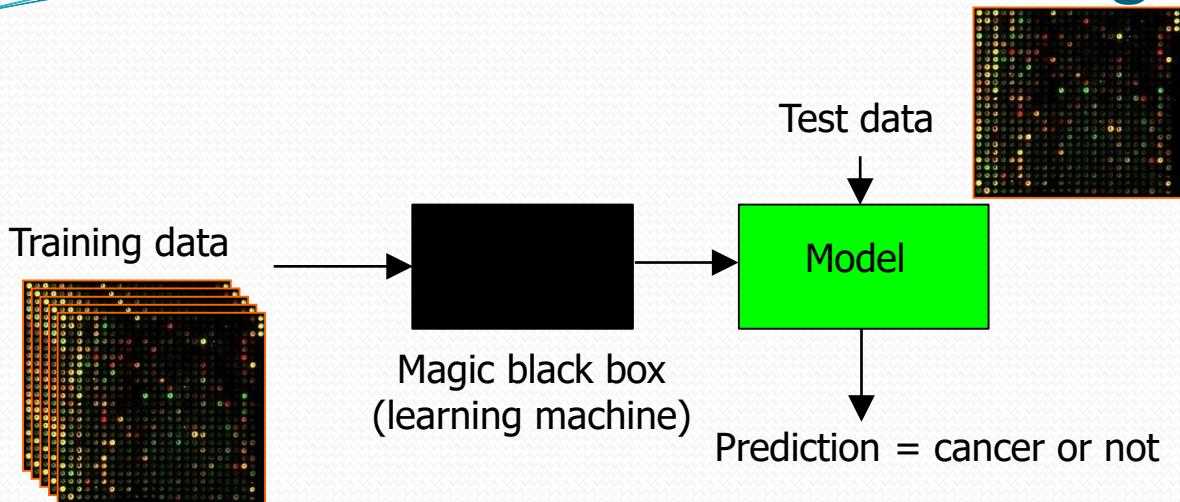 Test data
Training data
Model
Magic black box
(learning machine)
Prediction = cancer or not